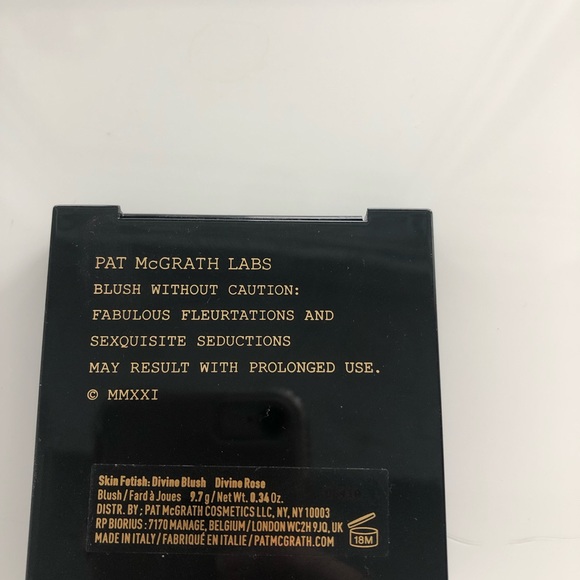 PAT McGRATH LABS
BLUSH WITHOUT CAUTION:
FABULOUS FLEURTATIONS AND
SEXQUISITE SEDUCTIONS
MAY RESULT WITH PROLONGED USE.
© MMXXI
Skin Fetish: Divine Blush Divine Rose
Blush / Fard à Joues 9.7 g / Net Wt. 0.34 Oz.
DISTR. BY ; PAT McGRATH COSMETICS LLC, NY, NY 10003
RP BIORIUS : 7170 MANAGE, BELGIUM / LONDON WC2H 9JQ, UK
MADE IN ITALY / FABRIQUÉ EN ITALIE / PATMCGRATH.COM
18M